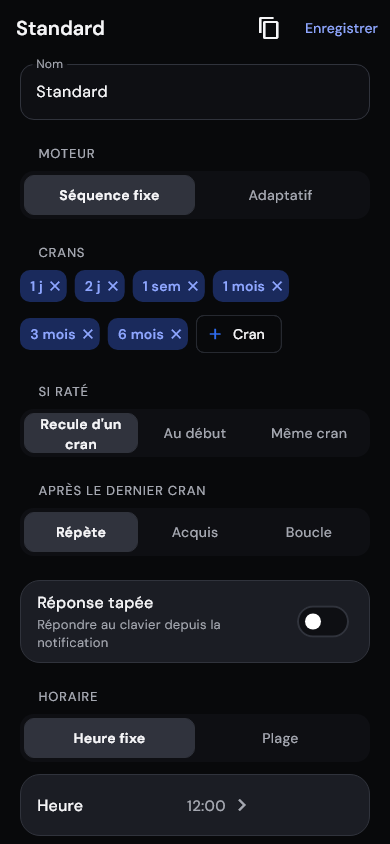 Standard
Enregistrer
Nom
Standard
MOTEUR
Séquence fixe
Adaptatif
CRANS
1 j
2 j
1 sem
1 mois
3 mois
6 mois
+ Cran
SI RATÉ
Recule d'un
cran
Au début
Même cran
APRÈS LE DERNIER CRAN
Répète
Acquis
Boucle
Réponse tapée
Répondre au clavier depuis la
notification
HORAIRE
Heure fixe
Plage
Heure
12:00